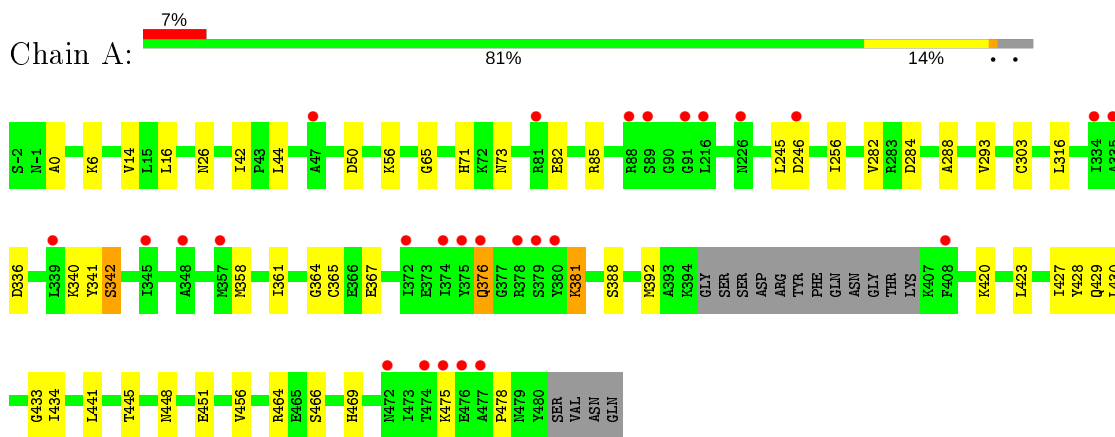 7%
Chain A:
81% 14% • •
S-2 N-1 A0 K6 V14 L15 L16 N26 I42 P43 L44 A47 D50 K56 G65 H71 K72 N73 R81 E82 R85 R88 S89 G90 G91 L216 N226 L245 D246 I256 V282 R283 D284 A288 V293 C303 L316 I334 A335
D336 L339 K340 Y341 S342 I345 A348 M357 M358 I361 G364 C365 E366 E367 I372 E373 I374 Y375 Q376 G377 R378 S379 Y380 K381 S388 M392 A393 K394 GLY SER SER ASP ARG TYR PHE GLN ASN GLY THR LYS K407 F408 K420 L423 I427 Y428 Q429 L430
G433 I434 L441 T445 N448 E451 V456 R464 E465 S466 H469 N472 I473 T474 K475 E476 A477 P478 N479 Y480 SER VAL ASN GLN